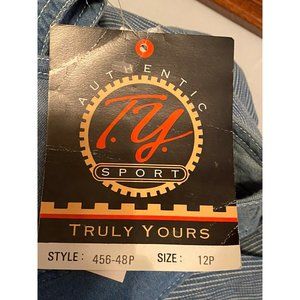 AUTHENTIC
T.Y.
SPORT
TRULY YOURS
STYLE: 456-48P SIZE: 12P